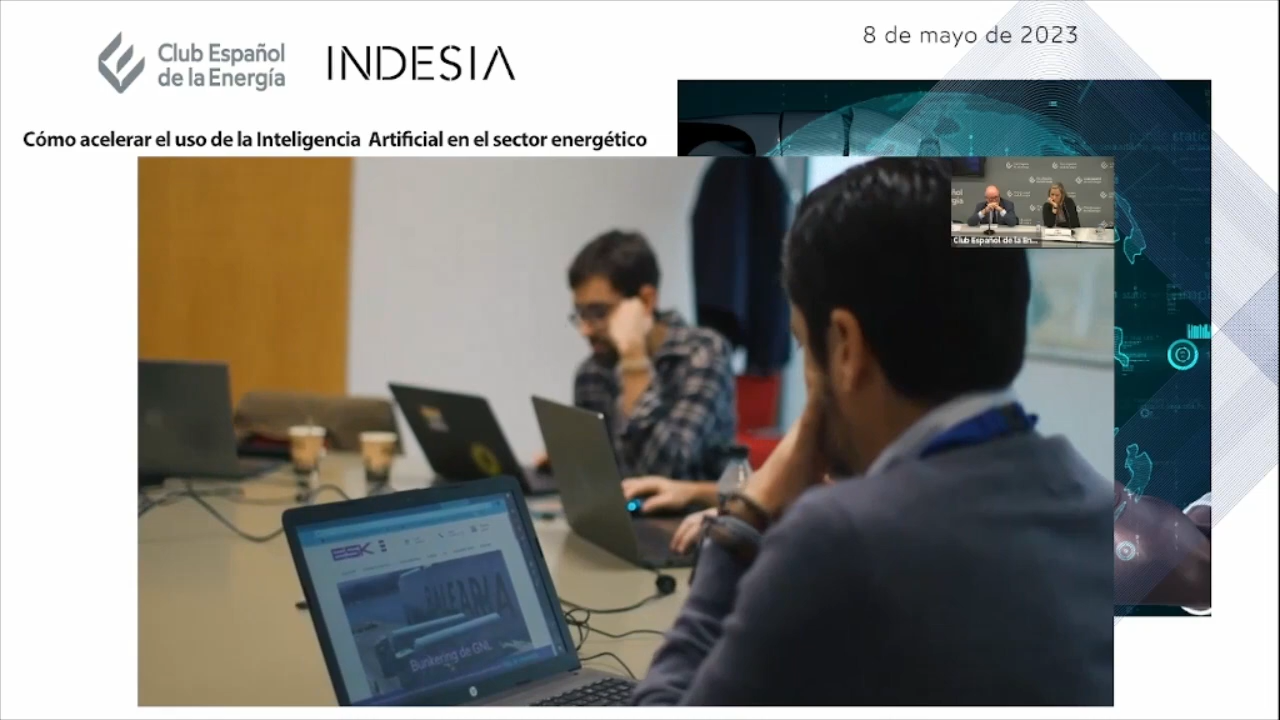 Club Español
de la Energía
INDESIA
8 de mayo de 2023
Cómo acelerar el uso de la Inteligencia Artificial en el sector energético
Club Español de la En...
ESK
Bunkering de GNL